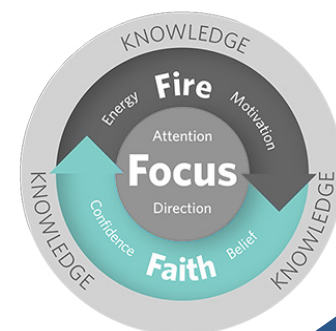 KNOWLEDGE
Fire
Energy
Motivation
Attention
Focus
Direction
KNOWLEDGE
KNOWLEDGE
Confidence
Belief
Faith